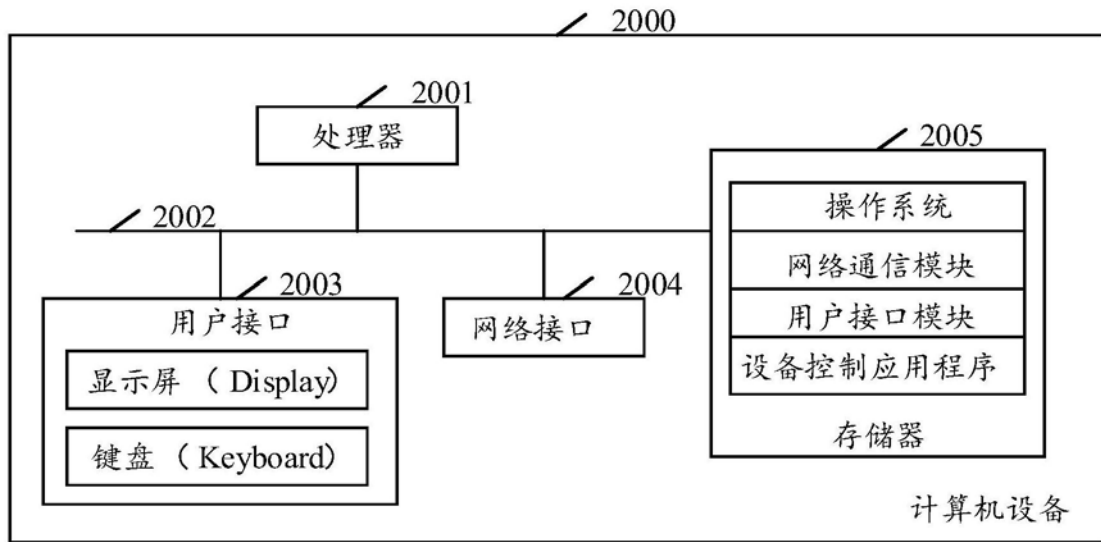 2000
2001
处理器
2005
操作系统
2002
网络通信模块
2003
2004
用户接口
网络接口
用户接口模块
显示屏（Display）
设备控制应用程序
键盘（Keyboard）
存储器
计算机设备